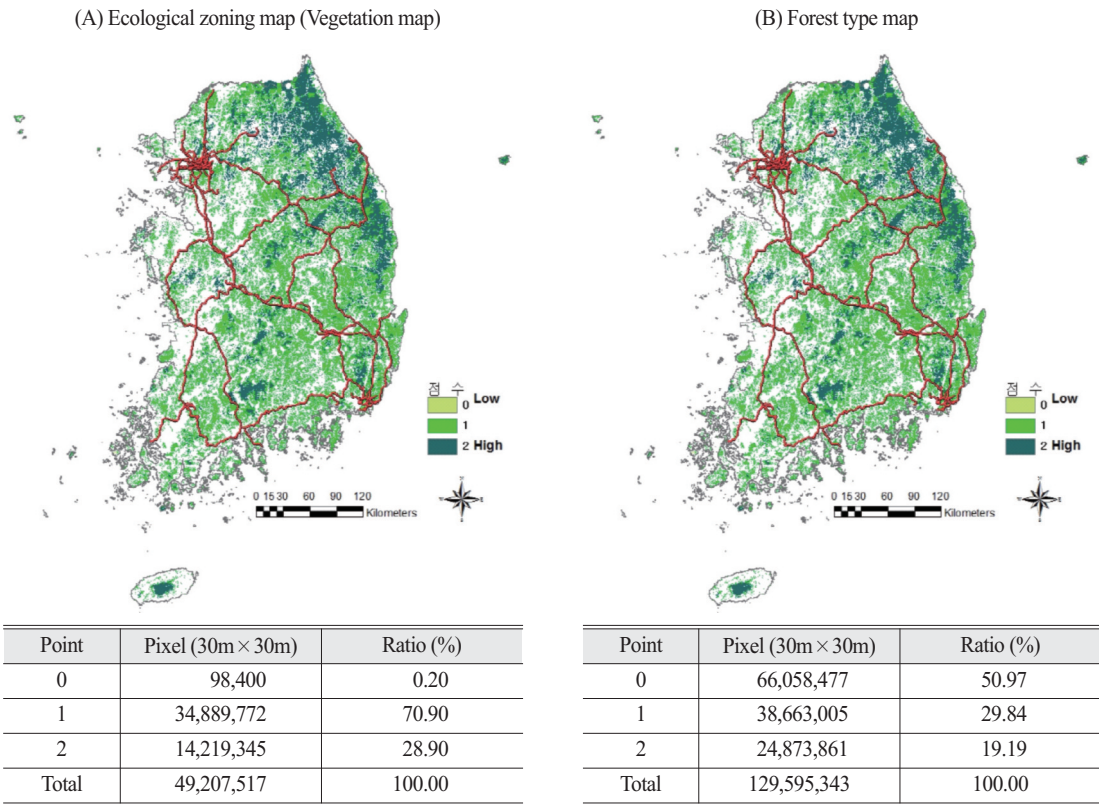 (A) Ecological zoning map (Vegetation map)
(B) Forest type map
점 수
0 Low
1
2 High
0 15 30 60 90 120
Kilometers
점 수
0 Low
1
2 High
0 15 30 60 90 120
Kilometers
Point Pixel (30m×30m) Ratio (%)
0 98,400 0.20
1 34,889,772 70.90
2 14,219,345 28.90
Total 49,207,517 100.00
Point Pixel (30m×30m) Ratio (%)
0 66,058,477 50.97
1 38,663,005 29.84
2 24,873,861 19.19
Total 129,595,343 100.00